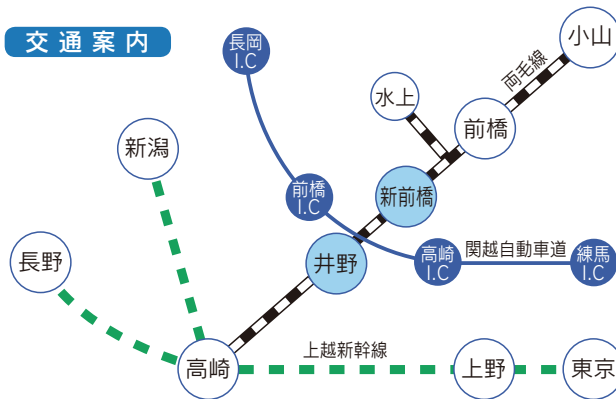 交通案内
長岡
I.C
小山
両毛線
水上
前橋
新潟
前橋
I.C
新前橋
長野
井野
高崎
I.C
関越自動車道
練馬
I.C
高崎
上越新幹線
上野
東京